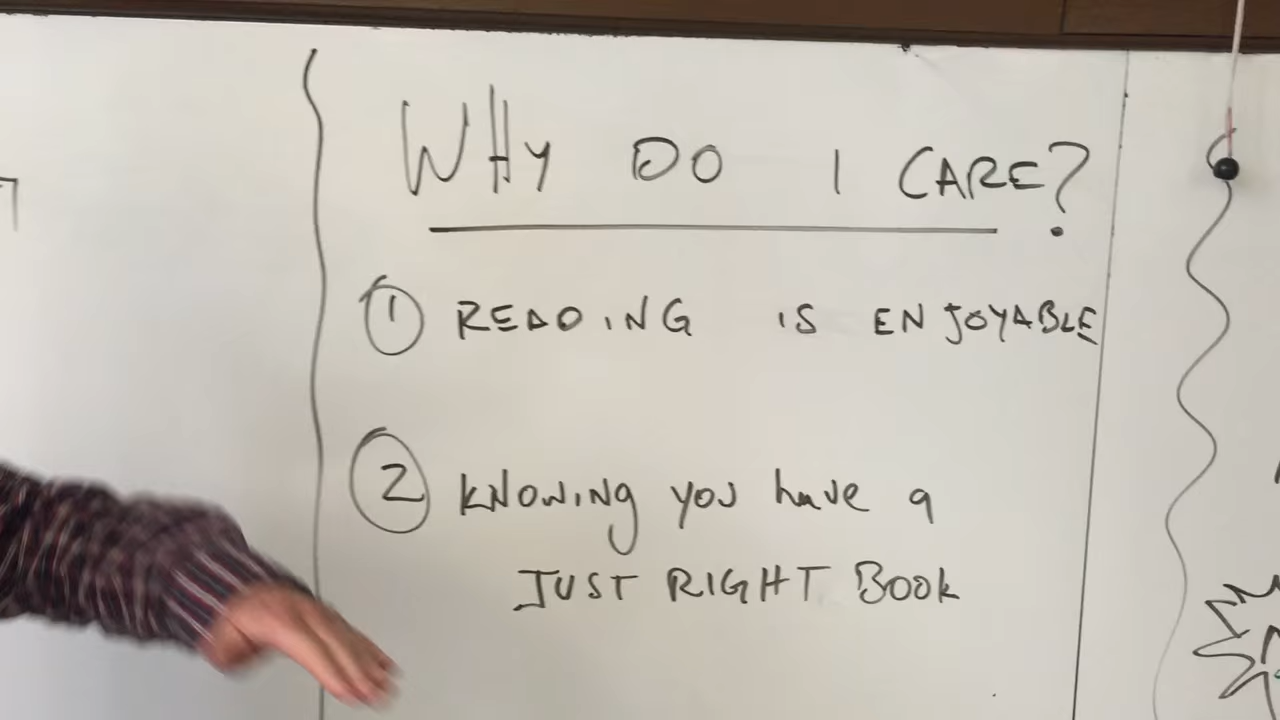 WHY DO I CARE?
1 READING IS ENJOYABLE
2 KNOWING you have a
JUST RIGHT BOOK